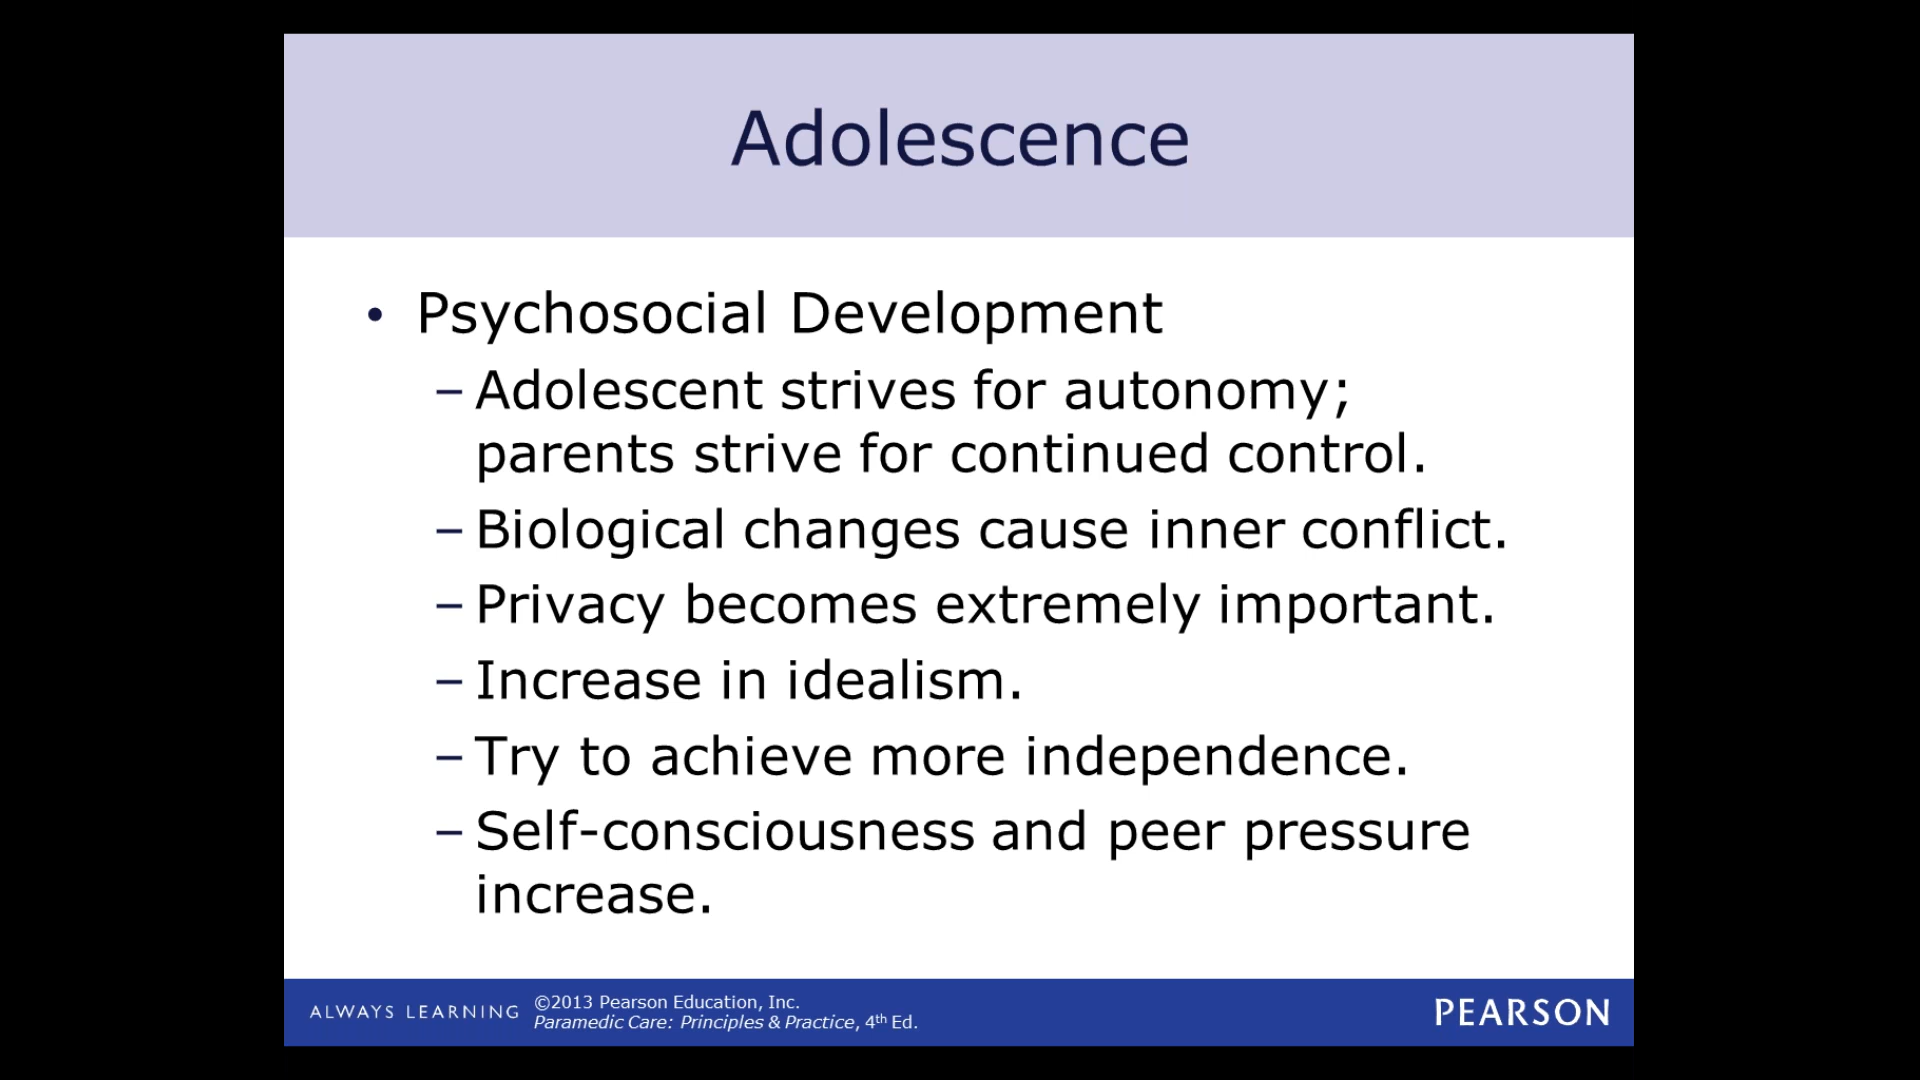 Adolescence
• Psychosocial Development
– Adolescent strives for autonomy;
parents strive for continued control.
– Biological changes cause inner conflict.
– Privacy becomes extremely important.
– Increase in idealism.
– Try to achieve more independence.
– Self-consciousness and peer pressure
increase.
ALWAYS LEARNING
©2013 Pearson Education, Inc.
Paramedic Care: Principles & Practice, 4th Ed.
PEARSON